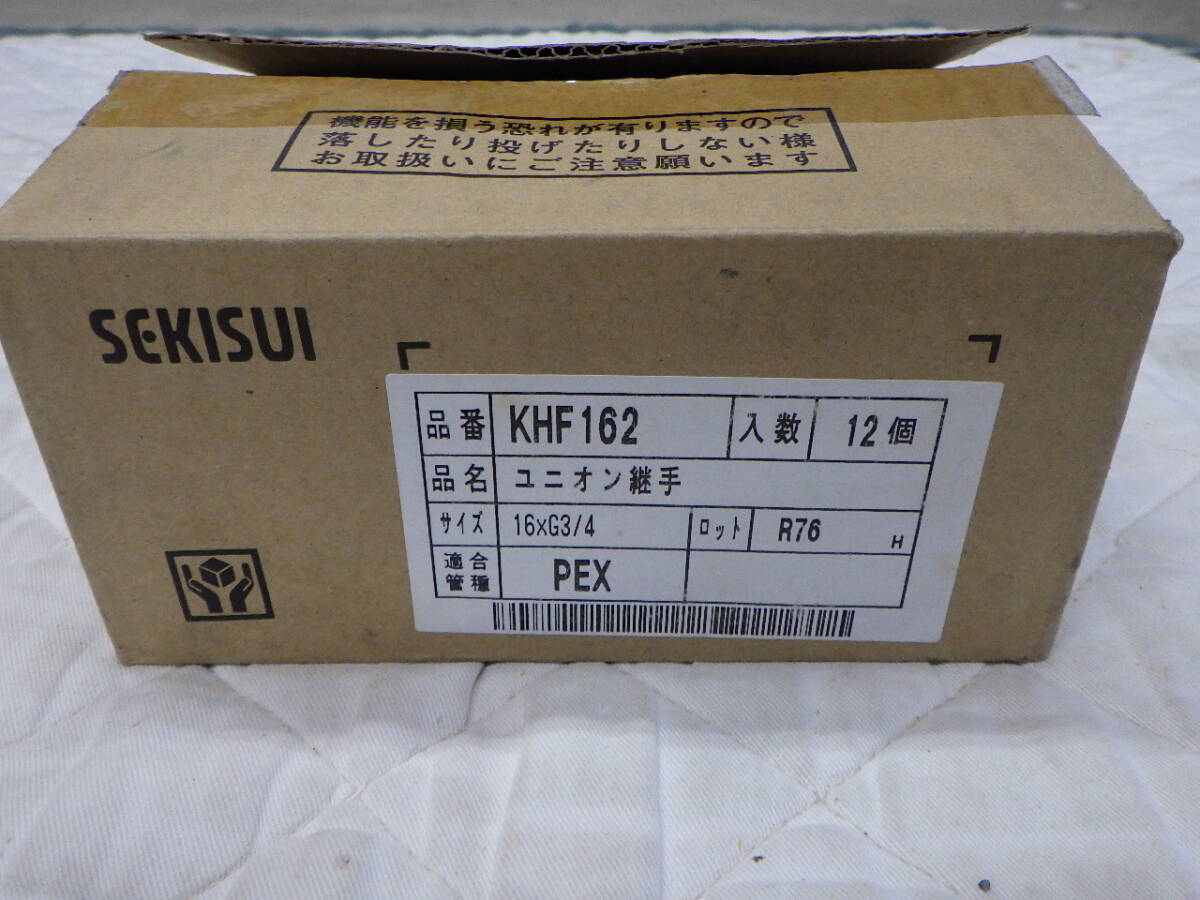 機能を損う恐れが有りますので
落したり投げたりしない様
お取扱いにご注意願います
SEKISUI
品番 KHF162 入数 12個
品名 ユニオン継手
サイズ 16xG3/4 ロット R76 H
適合管種 PEX